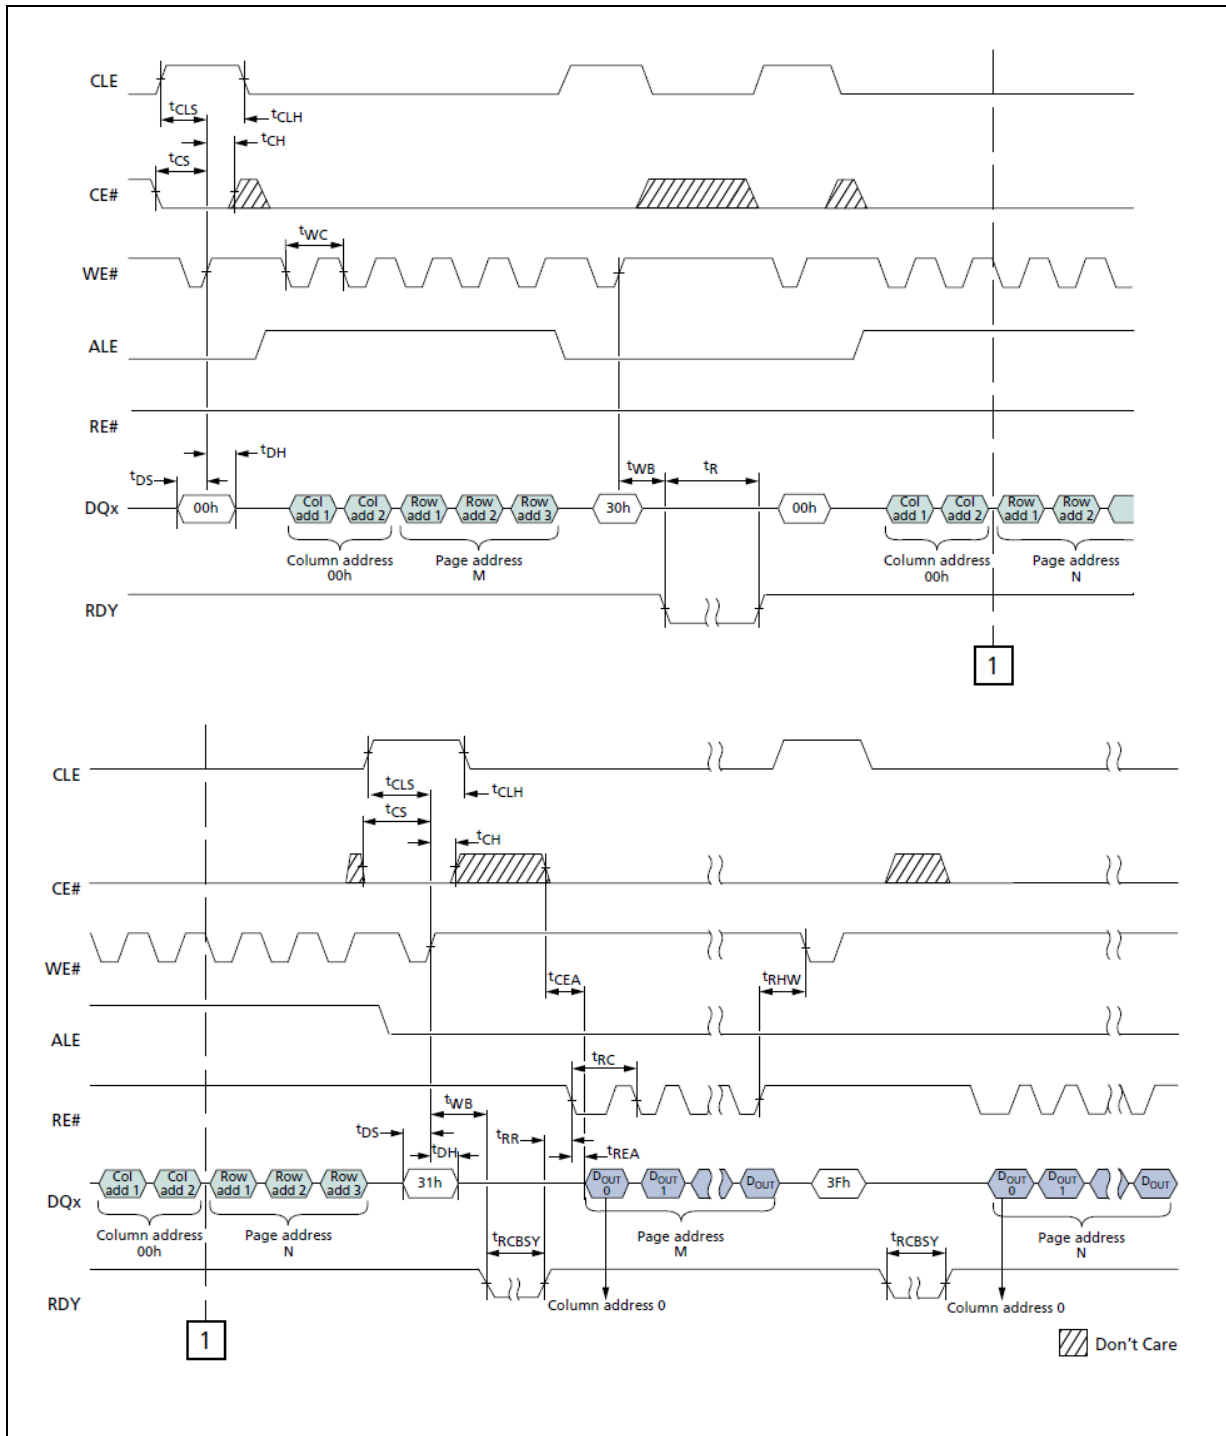 CLE
tCLS
tCLH
tCH
tCS
CE#
tWC
WE#
ALE
RE#
tDH
tDS
tWB
tR
DQx
00h
Col add 1
Col add 2
Row add 1
Row add 2
Row add 3
30h
00h
Col add 1
Col add 2
Row add 1
Row add 2
Column address 00h
Page address M
Column address 00h
Page address N
RDY
1
CLE
tCLS
tCLH
tCS
tCH
CE#
WE#
tCEA
tRHW
ALE
tRC
RE#
tWB
tDS
tRR
tDH
tREA
DQx
Col add 1
Col add 2
Row add 1
Row add 2
Row add 3
31h
DOUT 0
DOUT 1
DOUT
3Fh
DOUT 0
DOUT 1
DOUT
Column address 00h
Page address N
Page address M
Page address N
tRCBSY
tRCBSY
RDY
Column address 0
Column address 0
1
Don't Care